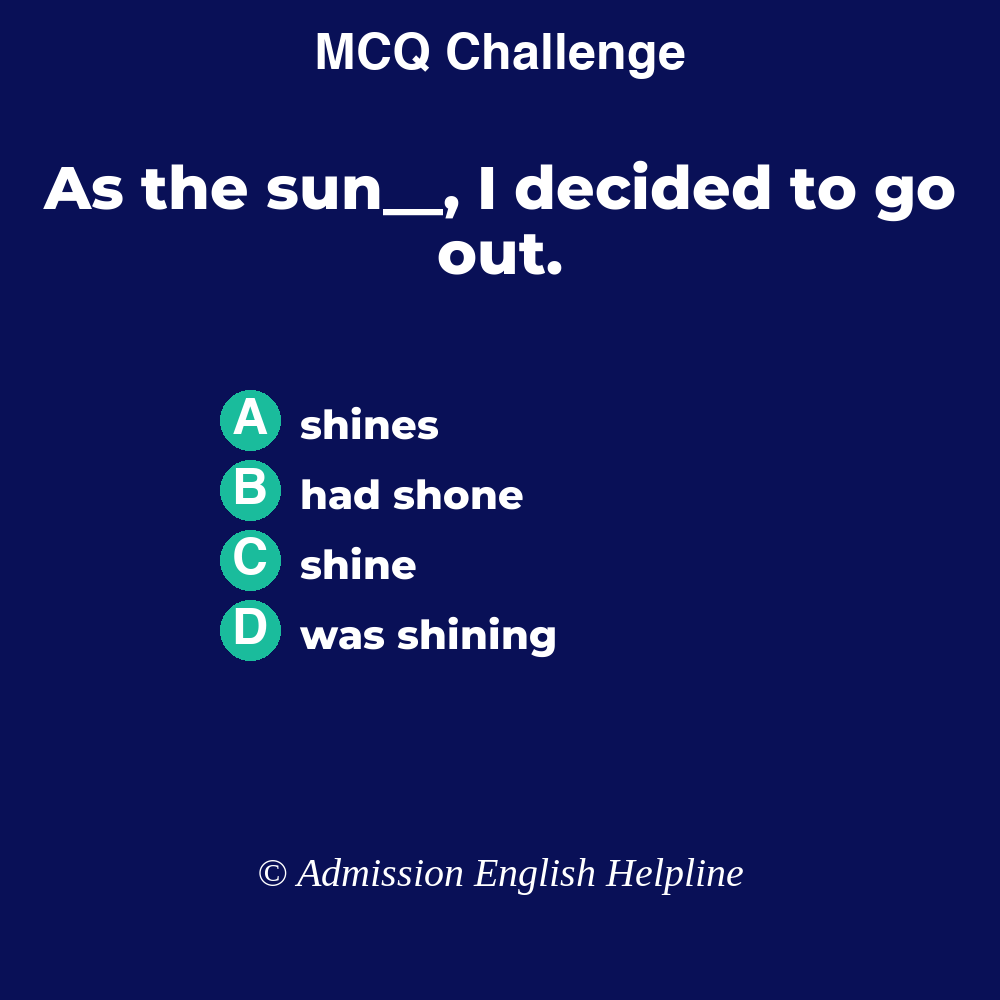 MCQ Challenge
As the sun__, I decided to go
out.
A shines
B had shone
C shine
D was shining
© Admission English Helpline